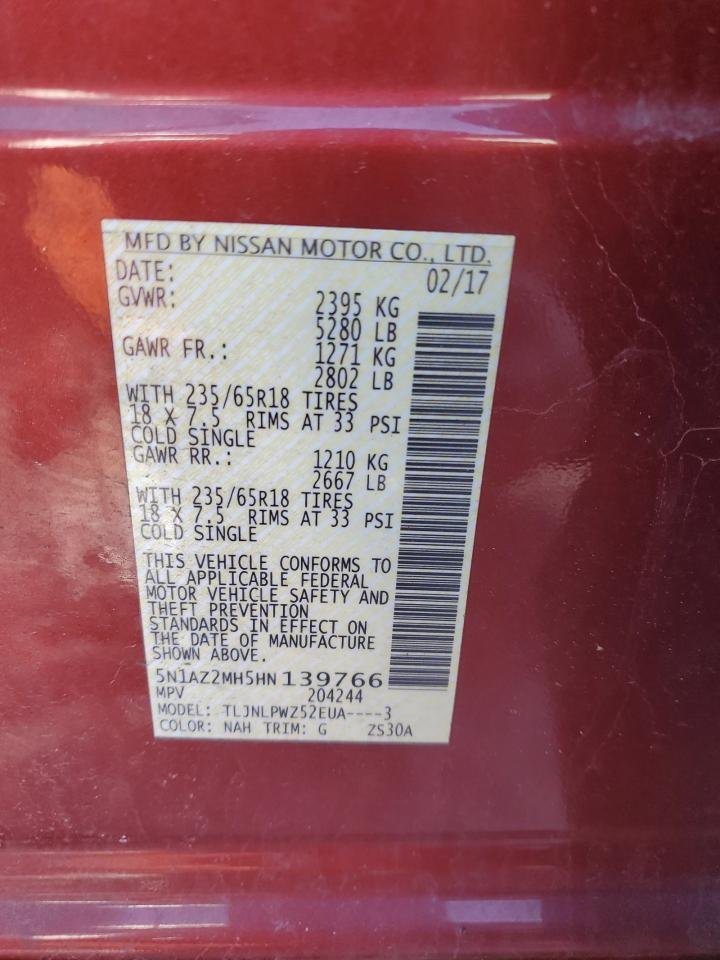 MFD BY NISSAN MOTOR CO., LTD.
DATE: 02/17
GVWR: 2395 KG
5280 LB
GAWR FR.: 1271 KG
2802 LB
WITH 235/65R18 TIRES
18 X 7.5 RIMS AT 33 PSI
COLD SINGLE
GAWR RR.: 1210 KG
2667 LB
WITH 235/65R18 TIRES
18 X 7.5 RIMS AT 33 PSI
COLD SINGLE
THIS VEHICLE CONFORMS TO
ALL APPLICABLE FEDERAL
MOTOR VEHICLE SAFETY AND
THEFT PREVENTION
STANDARDS IN EFFECT ON
THE DATE OF MANUFACTURE
SHOWN ABOVE.
5N1AZ2MH5HN139766
MPV 204244
MODEL: TLJNLPWZ52EUA----3
COLOR: NAH TRIM: G ZS30A